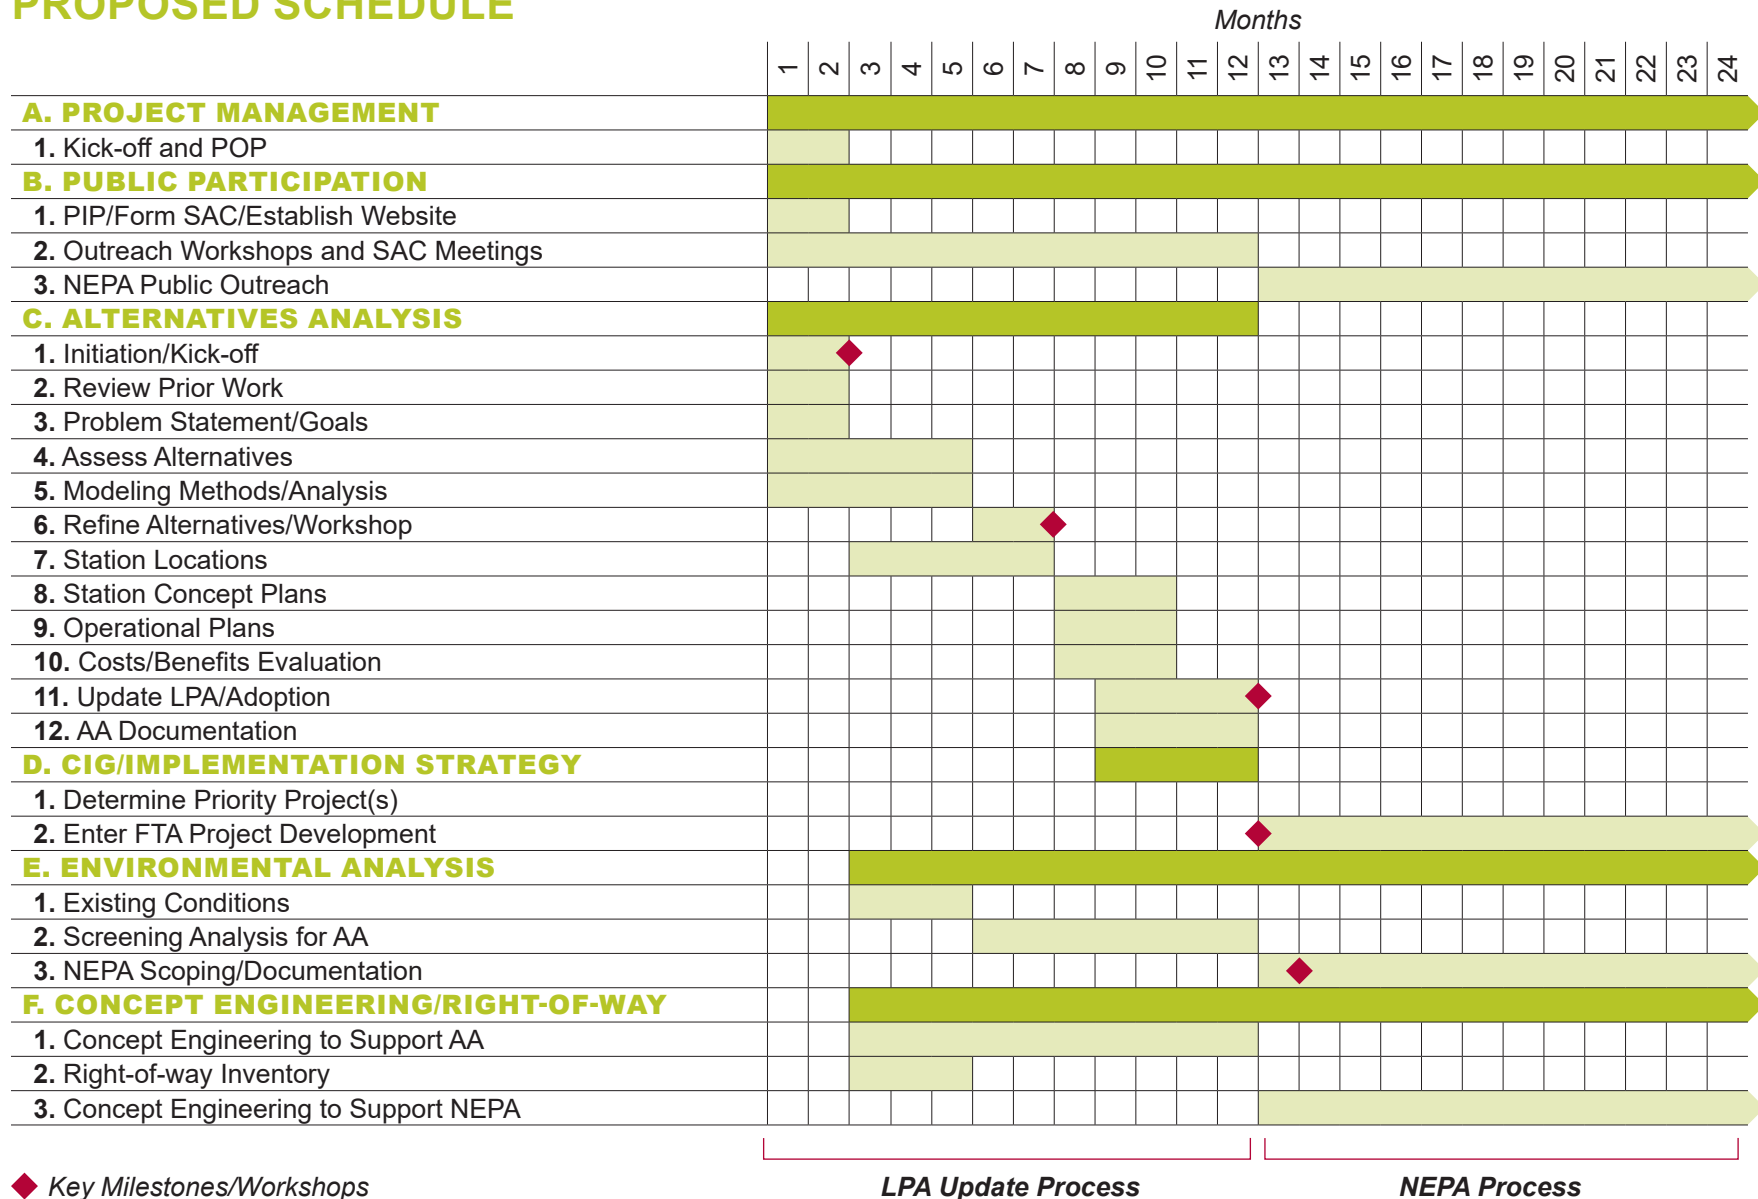 PROPOSED SCHEDULE
Months
1 2 3 4 5 6 7 8 9 10 11 12 13 14 15 16 17 18 19 20 21 22 23 24
A. PROJECT MANAGEMENT
1. Kick-off and POP
B. PUBLIC PARTICIPATION
1. PIP/Form SAC/Establish Website
2. Outreach Workshops and SAC Meetings
3. NEPA Public Outreach
C. ALTERNATIVES ANALYSIS
1. Initiation/Kick-off
2. Review Prior Work
3. Problem Statement/Goals
4. Assess Alternatives
5. Modeling Methods/Analysis
6. Refine Alternatives/Workshop
7. Station Locations
8. Station Concept Plans
9. Operational Plans
10. Costs/Benefits Evaluation
11. Update LPA/Adoption
12. AA Documentation
D. CIG/IMPLEMENTATION STRATEGY
1. Determine Priority Project(s)
2. Enter FTA Project Development
E. ENVIRONMENTAL ANALYSIS
1. Existing Conditions
2. Screening Analysis for AA
3. NEPA Scoping/Documentation
F. CONCEPT ENGINEERING/RIGHT-OF-WAY
1. Concept Engineering to Support AA
2. Right-of-way Inventory
3. Concept Engineering to Support NEPA
Key Milestones/Workshops
LPA Update Process
NEPA Process